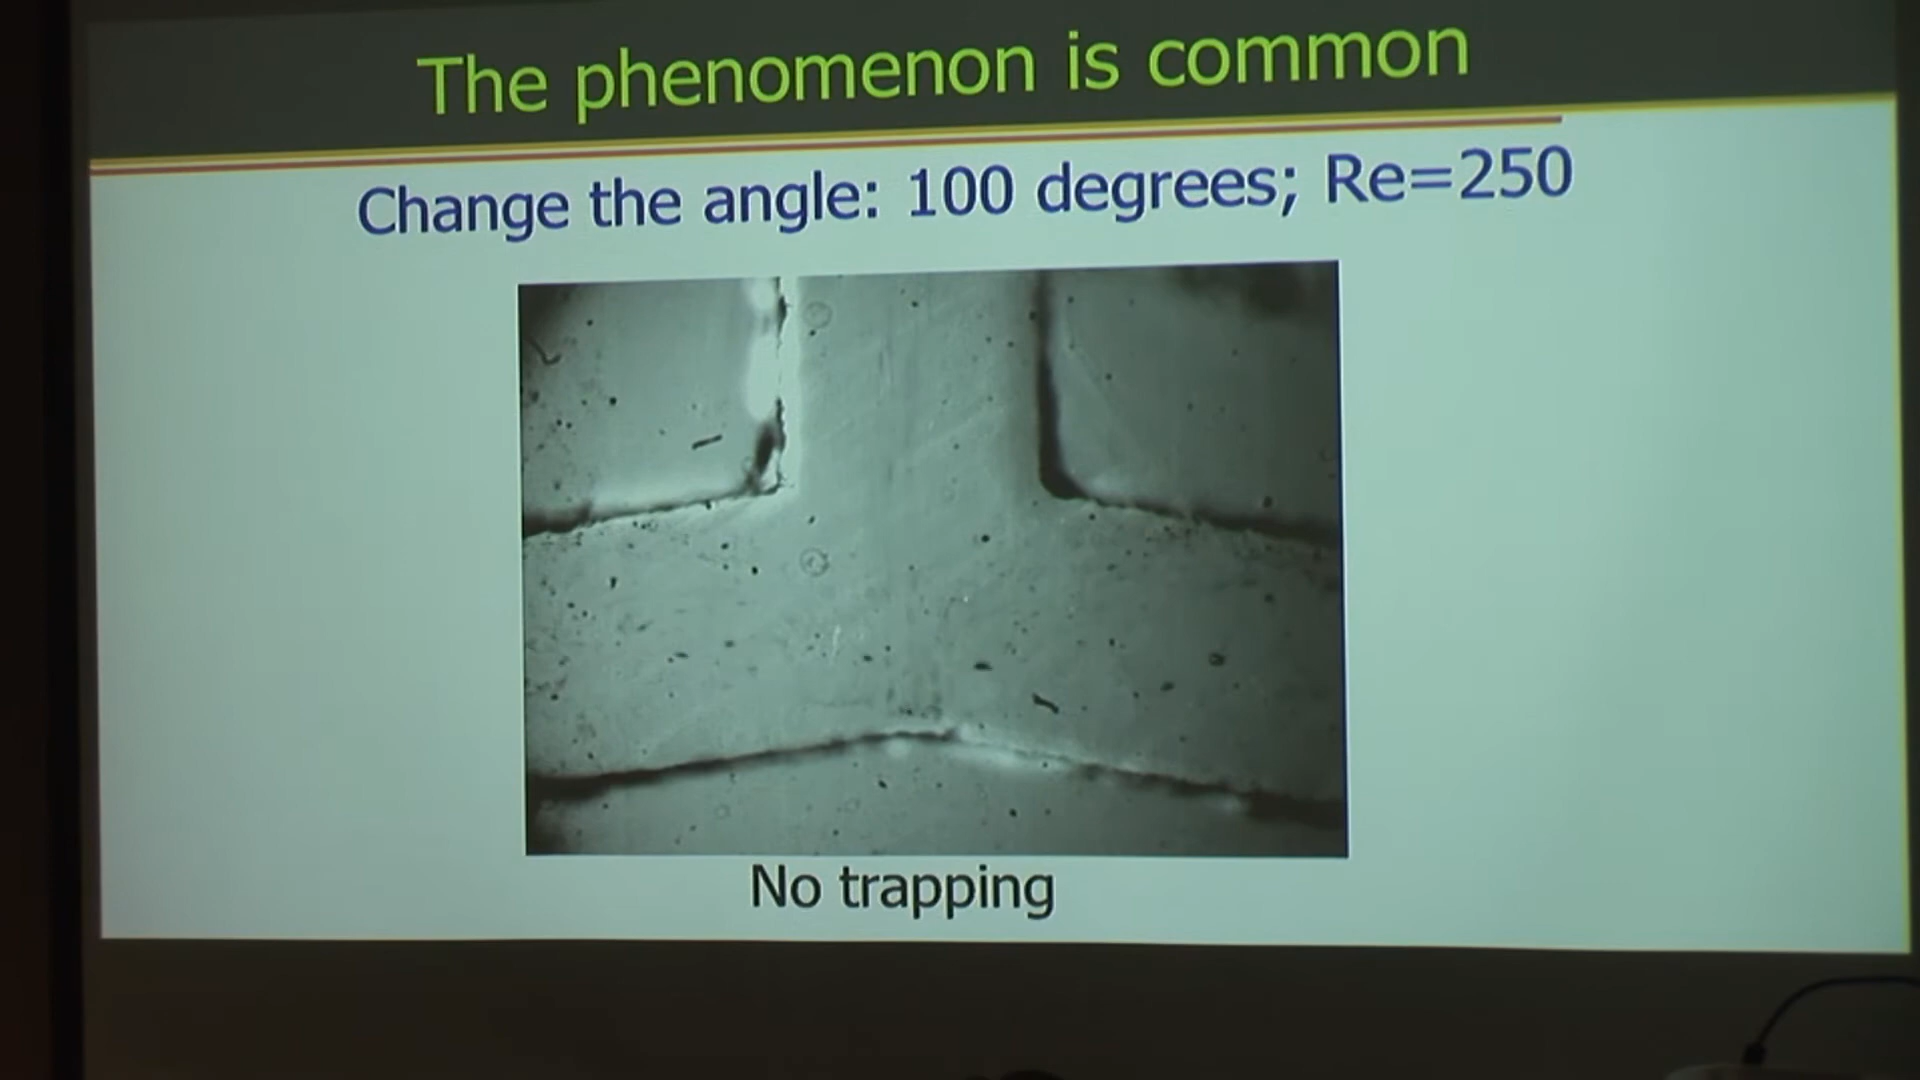 The phenomenon is common
Change the angle: 100 degrees; Re=250
No trapping